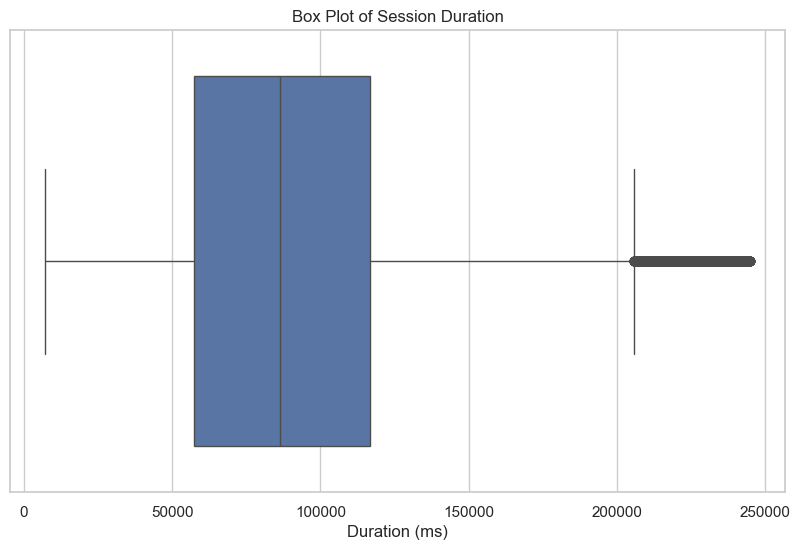 Box Plot of Session Duration
0 50000 100000 150000 200000 250000
Duration (ms)